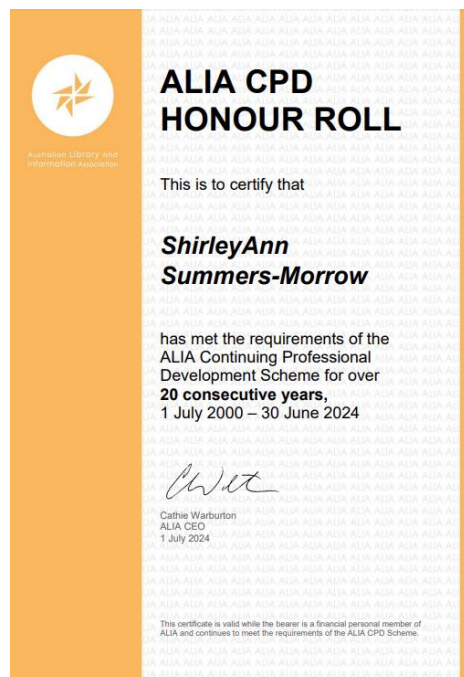 ALIA CPD
HONOUR ROLL
Australian Library and
Information Association
This is to certify that
ShirleyAnn
Summers-Morrow
has met the requirements of the
ALIA Continuing Professional
Development Scheme for over
20 consecutive years,
1 July 2000 – 30 June 2024
Cathie Warburton
ALIA CEO
1 July 2024
This certificate is valid while the bearer is a financial personal member of
ALIA and continues to meet the requirements of the ALIA CPD Scheme.